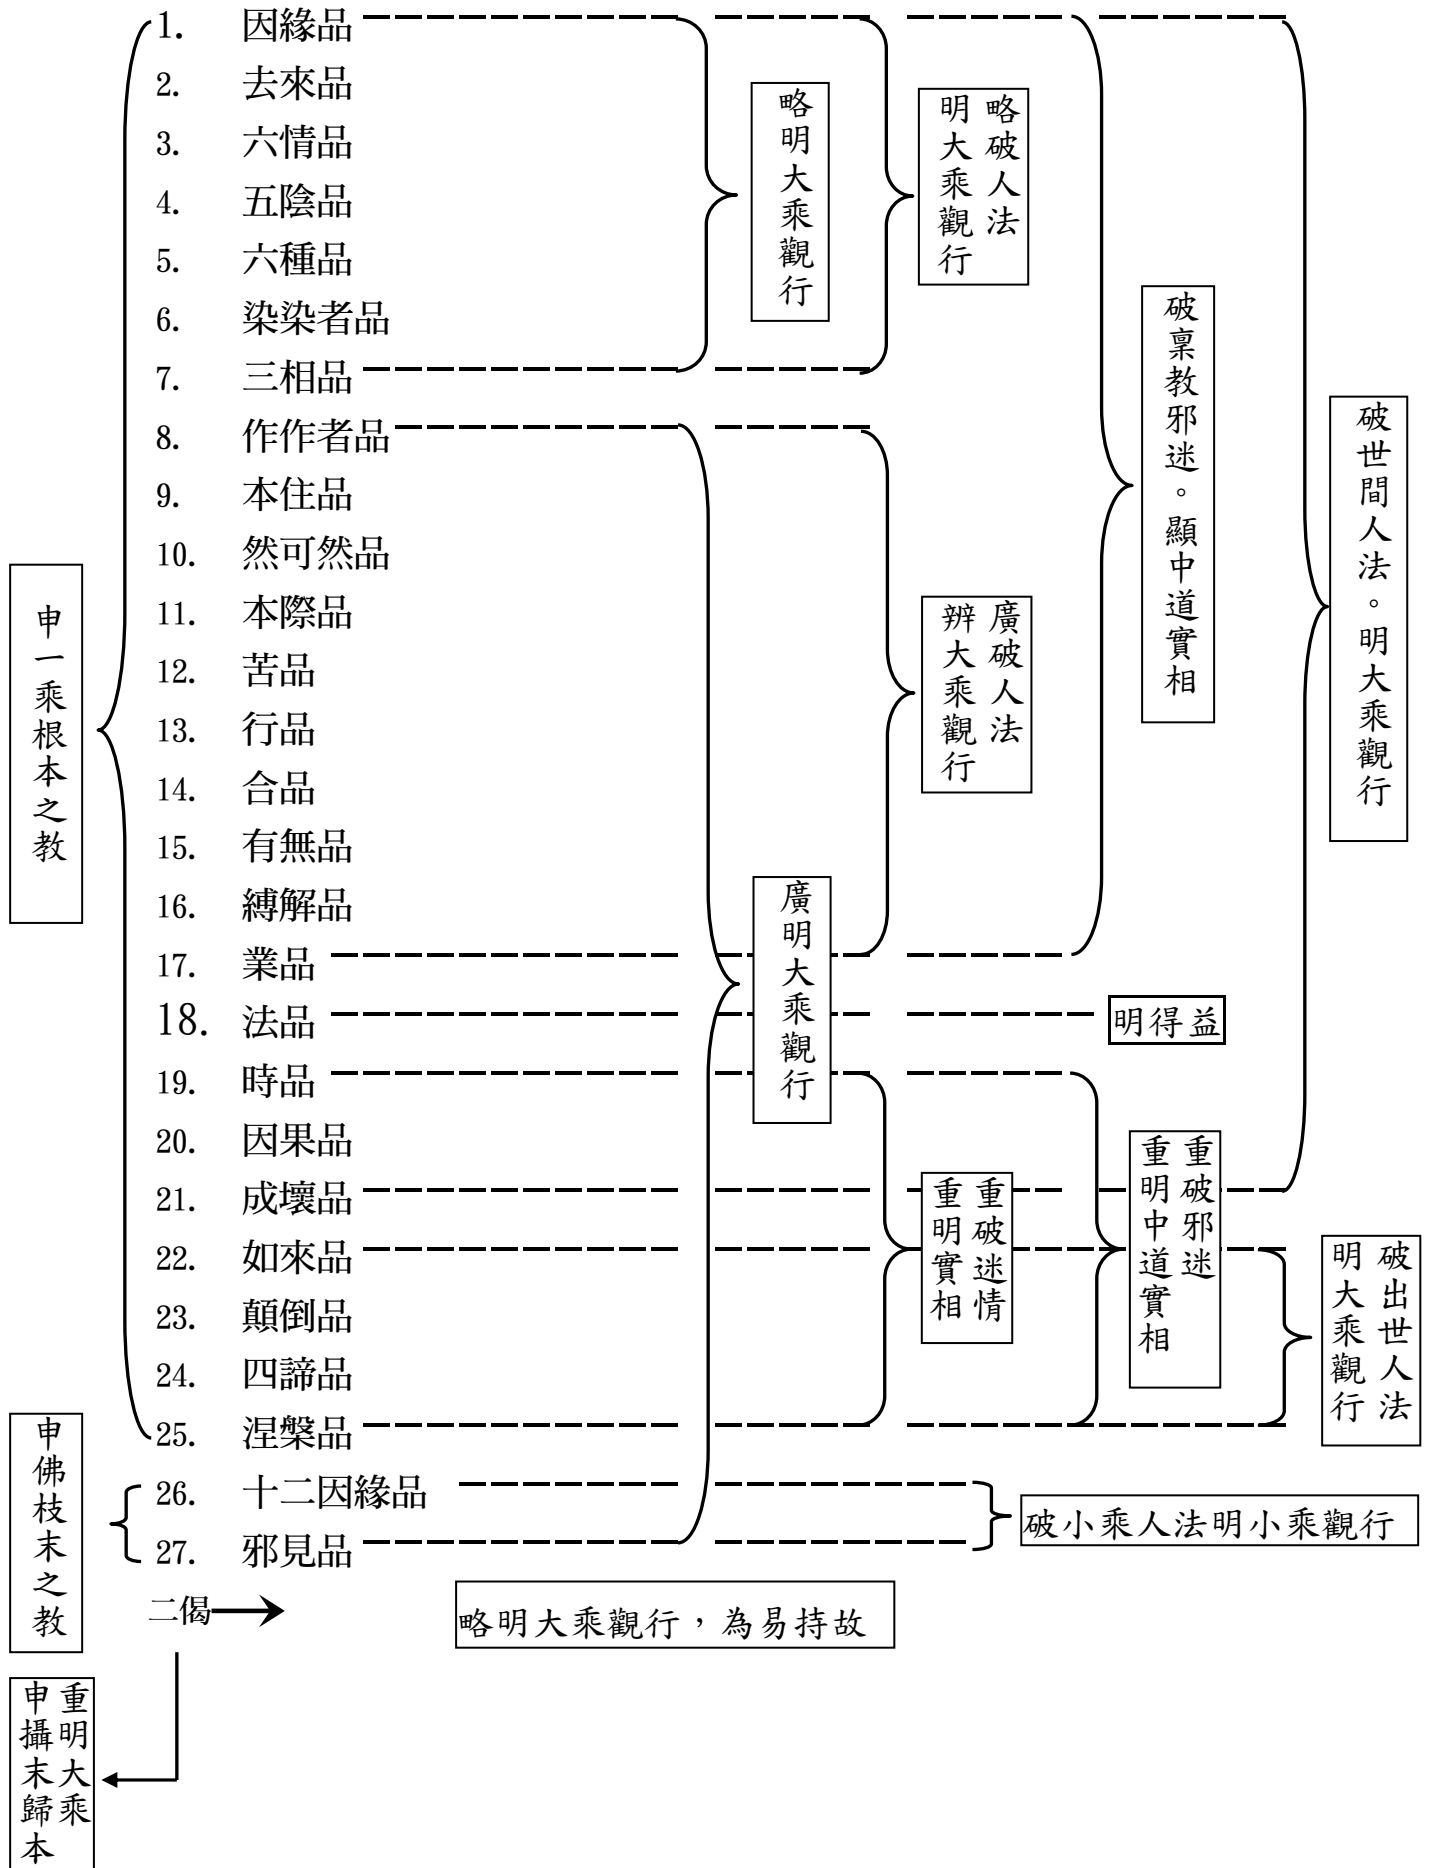 1. 因緣品
2. 去來品
3. 六情品
4. 五陰品
5. 六種品
6. 染染者品
7. 三相品
8. 作作者品
9. 本住品
10. 然可然品
11. 本際品
12. 苦品
13. 行品
14. 合品
15. 有無品
16. 縛解品
17. 業品
18. 法品
19. 時品
20. 因果品
21. 成壞品
22. 如來品
23. 顛倒品
24. 四諦品
25. 涅槃品
26. 十二因緣品
27. 邪見品
二偈
申一乘根本之教
申佛枝末之教
重明大乘
申攝末歸本
略明大乘觀行
廣明大乘觀行
略破人法
明大乘觀行
廣破人法
辨大乘觀行
重破迷情
重明實相
破稟教邪迷。顯中道實相
明得益
重破邪迷
重明中道實相
破世間人法。明大乘觀行
破出世人法
明大乘觀行
破小乘人法明小乘觀行
略明大乘觀行，為易持故